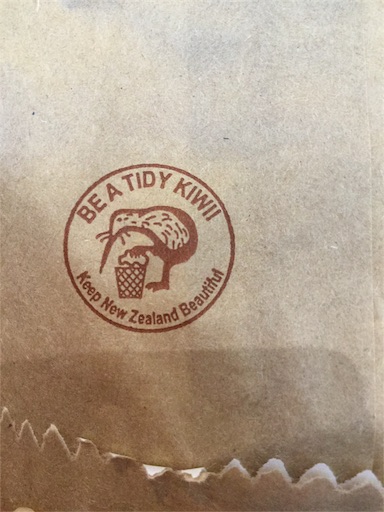 BE A TIDY KIWI!
Keep New Zealand Beautiful